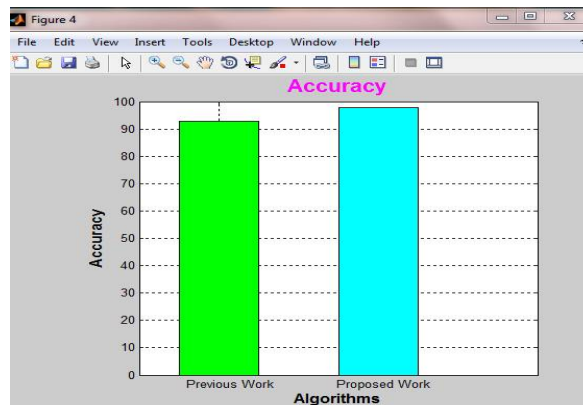 Figure 4
File Edit View Insert Tools Desktop Window Help
Accuracy
100
90
80
70
60
50
40
30
20
10
0
Accuracy
Previous Work Proposed Work
Algorithms